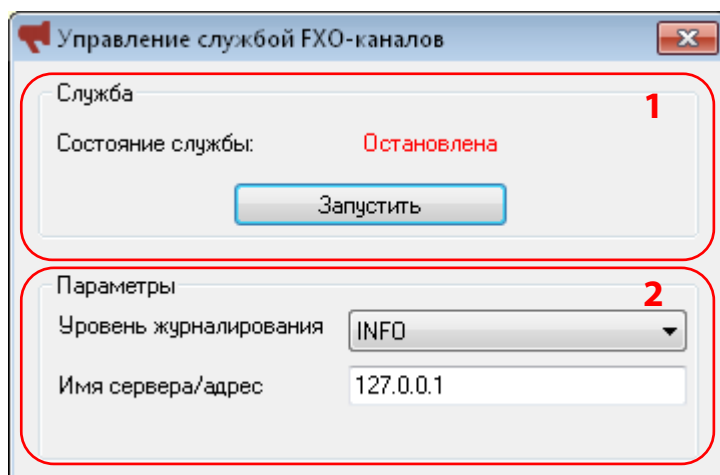 Управление службой FXO-каналов
Служба
1
Состояние службы: Остановлена
Запустить
Параметры
2
Уровень журналирования INFO
Имя сервера/адрес 127.0.0.1